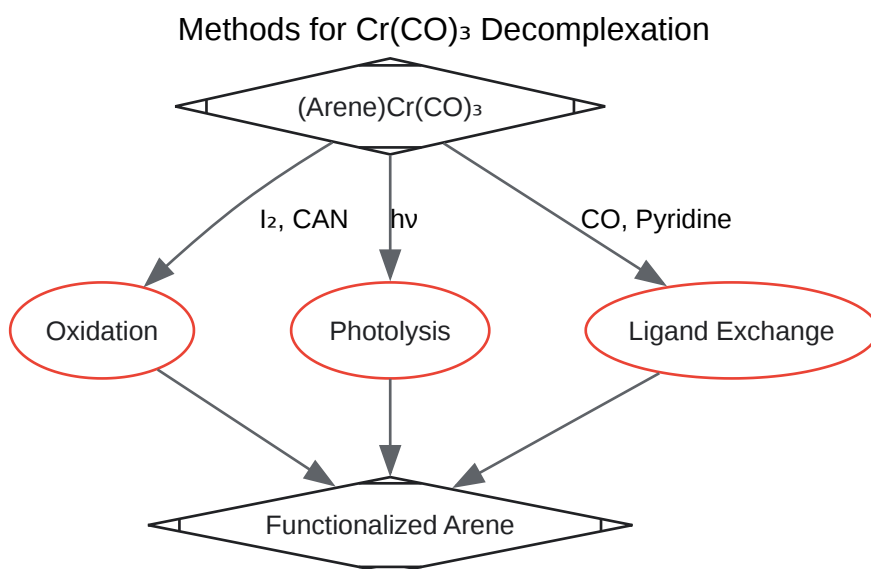 Methods for Cr(CO)₃ Decomplexation
(Arene)Cr(CO)₃
I₂, CAN
hν
CO, Pyridine
Oxidation
Photolysis
Ligand Exchange
Functionalized Arene